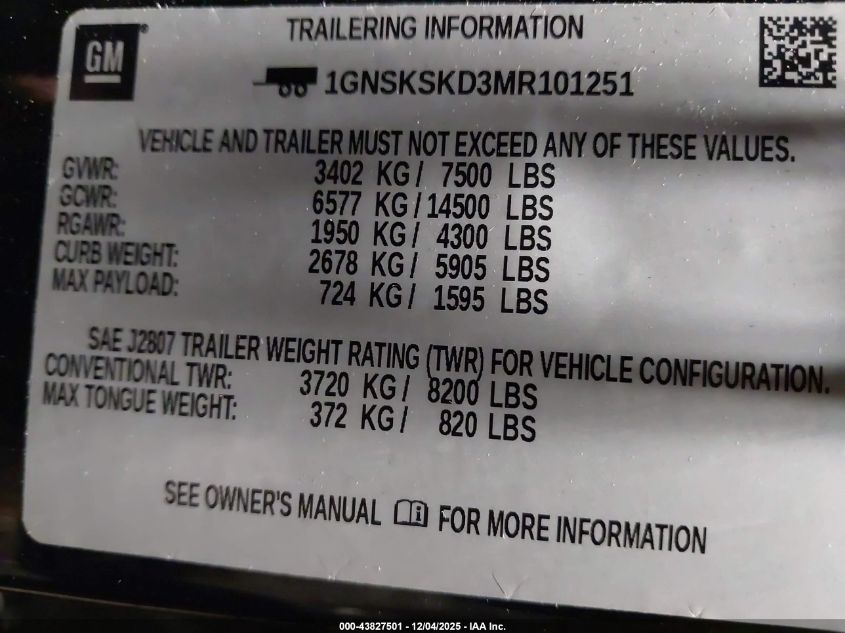 GM
TRAILERING INFORMATION
1GNSKSKD3MR101251
VEHICLE AND TRAILER MUST NOT EXCEED ANY OF THESE VALUES.
GVWR: 3402 KG / 7500 LBS
GCWR: 6577 KG / 14500 LBS
RGAWR: 1950 KG / 4300 LBS
CURB WEIGHT: 2678 KG / 5905 LBS
MAX PAYLOAD: 724 KG / 1595 LBS
SAE J2807 TRAILER WEIGHT RATING (TWR) FOR VEHICLE CONFIGURATION.
CONVENTIONAL TWR: 3720 KG / 8200 LBS
MAX TONGUE WEIGHT: 372 KG / 820 LBS
SEE OWNER'S MANUAL FOR MORE INFORMATION
000-43827501 - 12/04/2025 - IAA Inc.